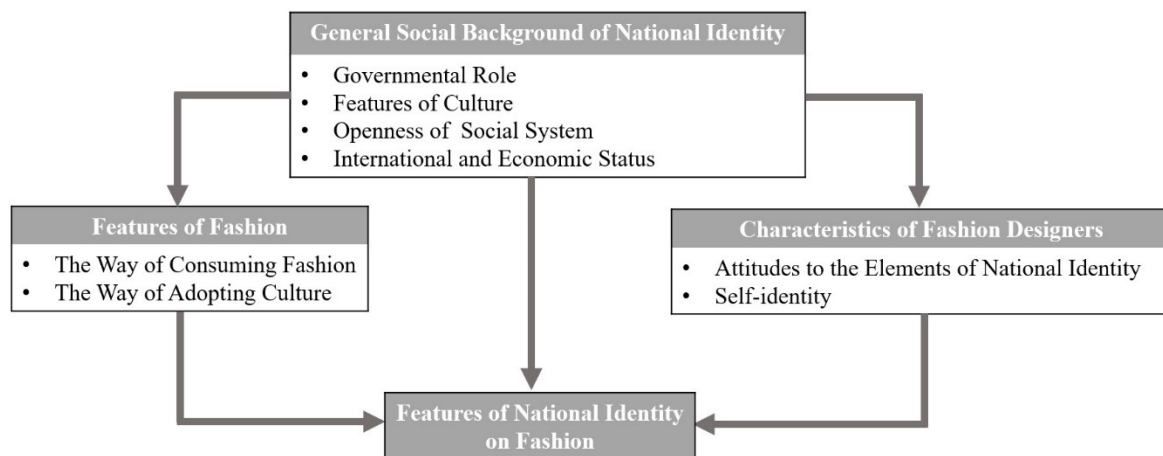 General Social Background of National Identity
• Governmental Role
• Features of Culture
• Openness of Social System
• International and Economic Status
Features of Fashion
• The Way of Consuming Fashion
• The Way of Adopting Culture
Characteristics of Fashion Designers
• Attitudes to the Elements of National Identity
• Self-identity
Features of National Identity
on Fashion